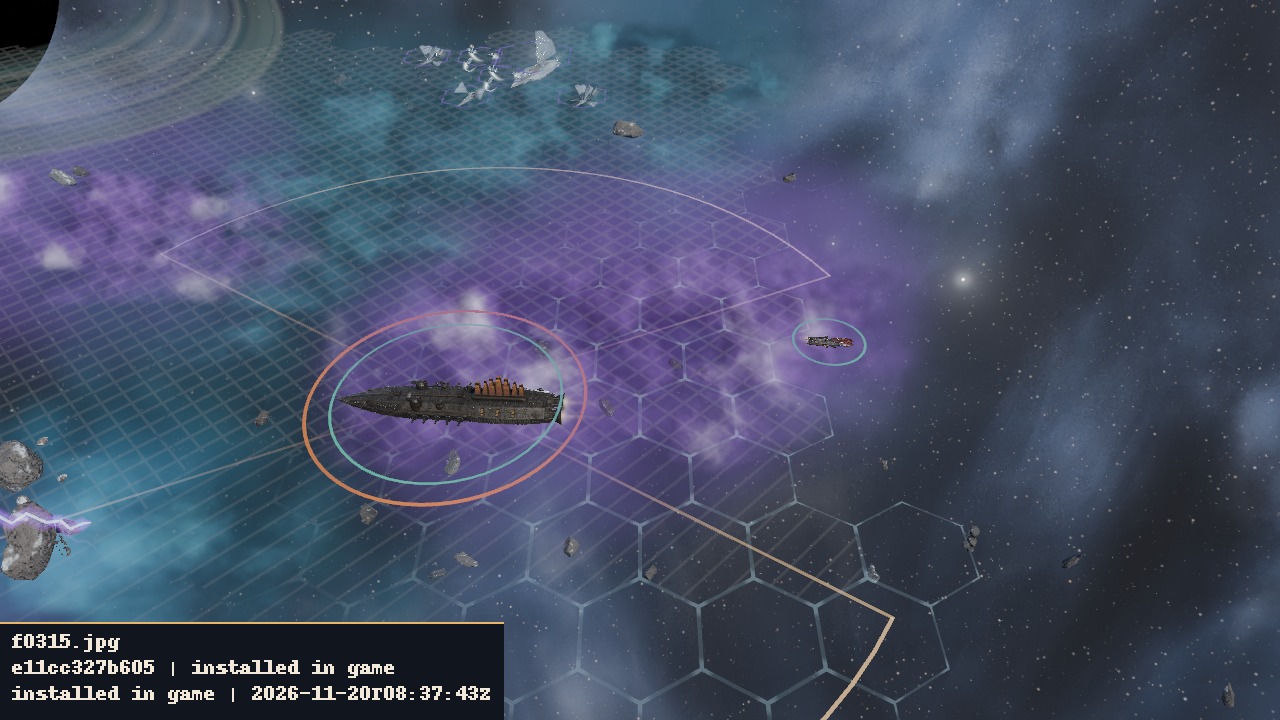 f0315.jpg
e11cc327b605 | installed in game
installed in game | 2026-11-20T08:37:43Z